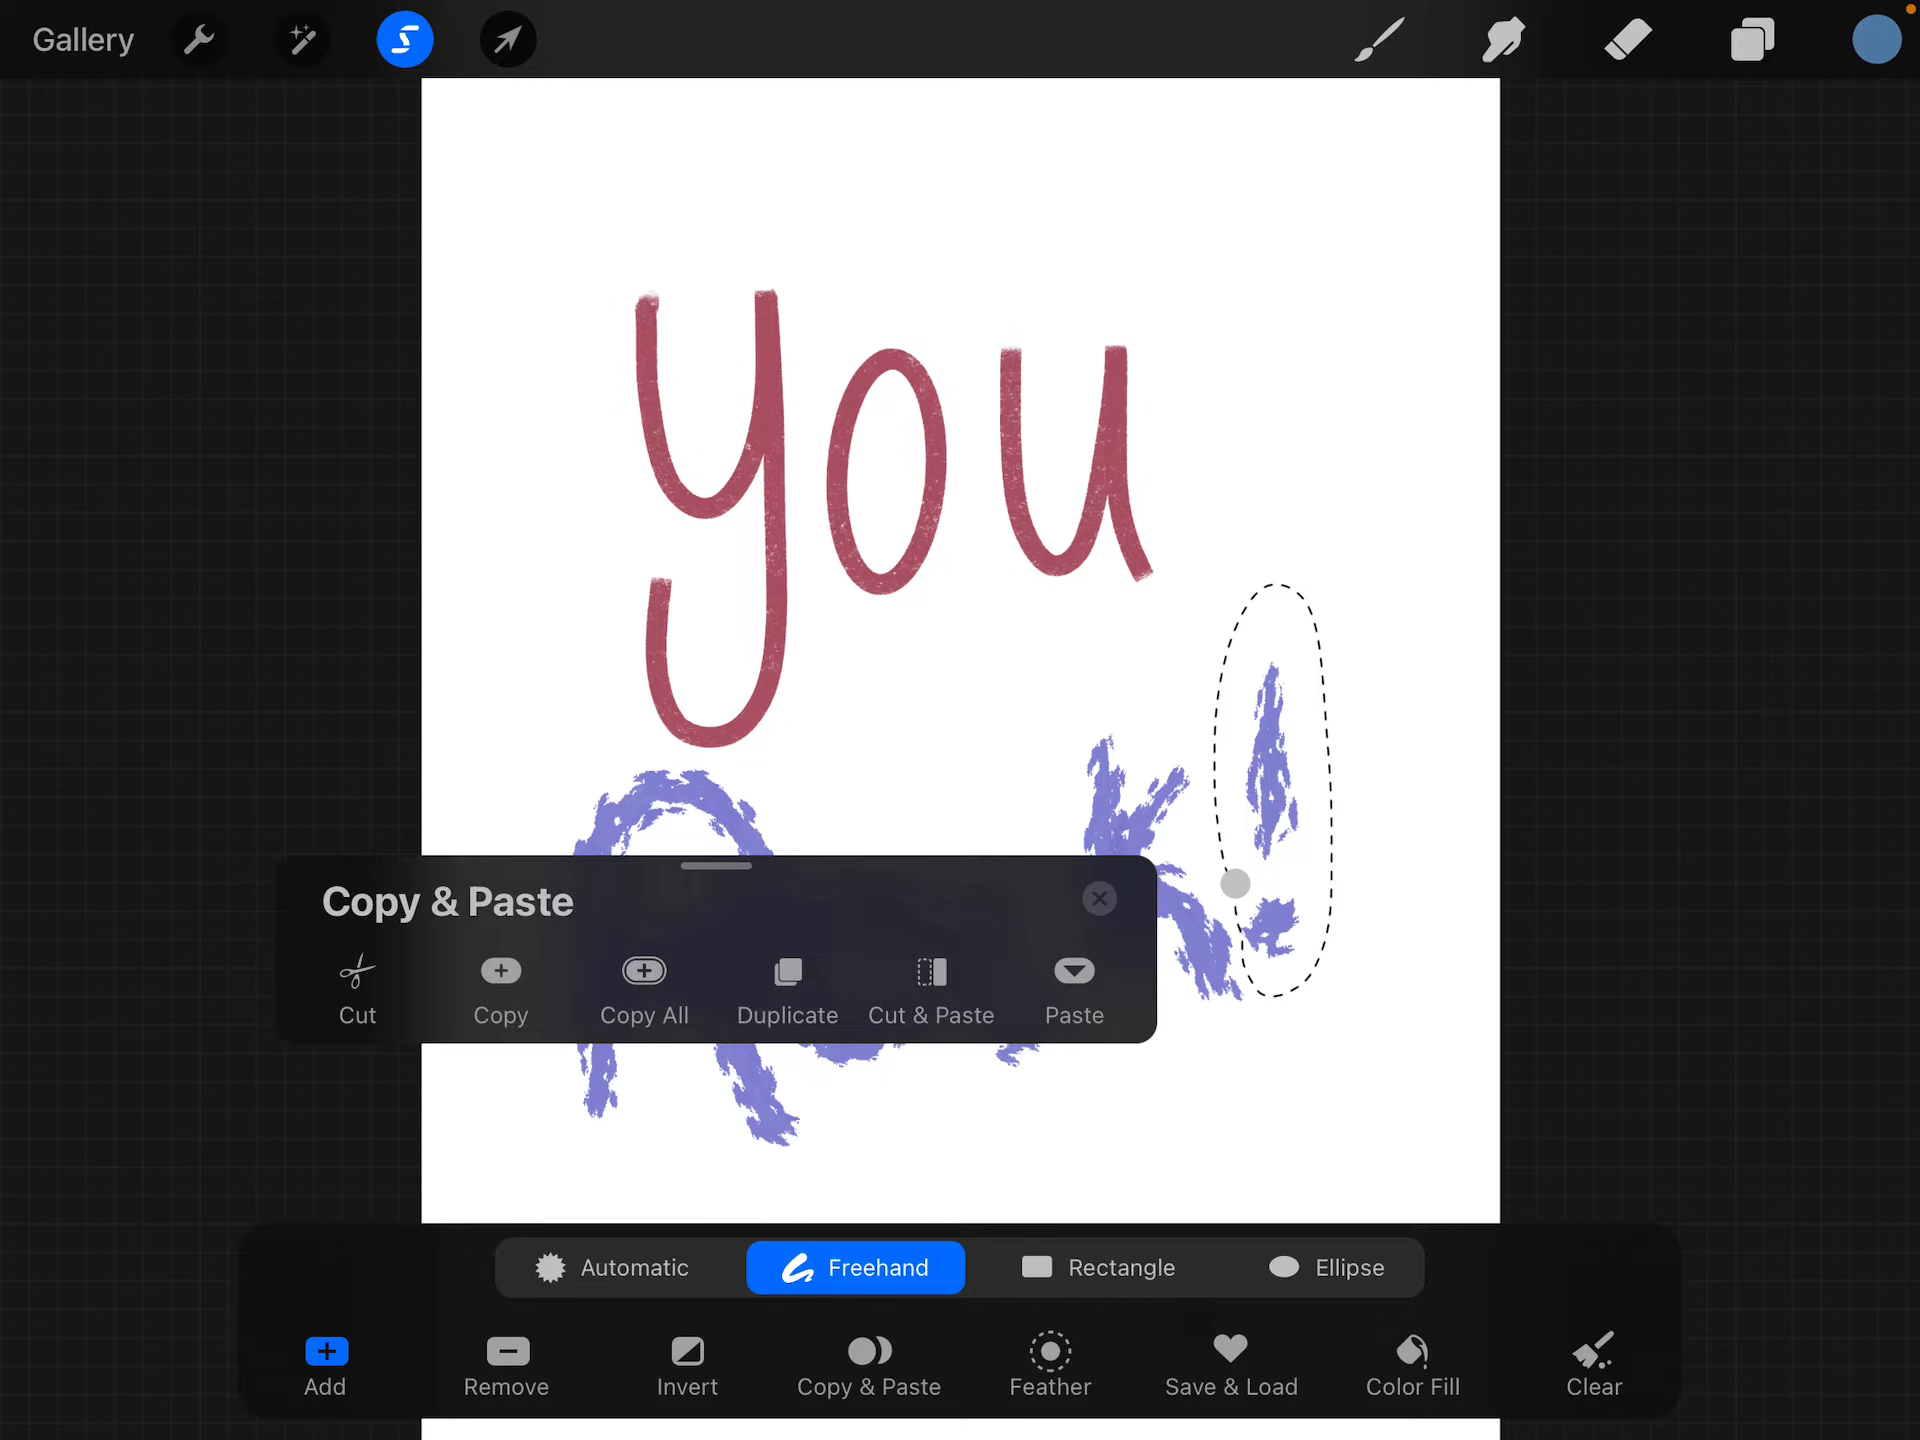 Gallery
you
k!
Copy & Paste
Cut Copy Copy All Duplicate Cut & Paste Paste
Automatic Freehand Rectangle Ellipse
Add Remove Invert Copy & Paste Feather Save & Load Color Fill Clear